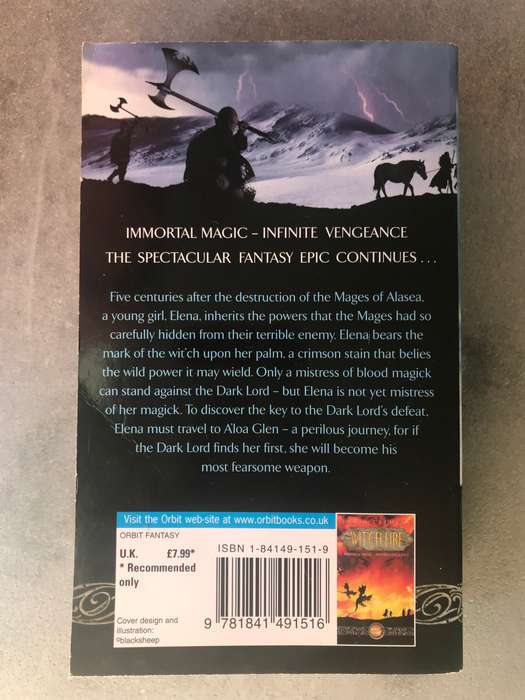 IMMORTAL MAGIC – INFINITE VENGEANCE
THE SPECTACULAR FANTASY EPIC CONTINUES . . .
Five centuries after the destruction of the Mages of Alasea,
a young girl, Elena, inherits the powers that the Mages had so
carefully hidden from their terrible enemy. Elena bears the
mark of the wit'ch upon her palm, a crimson stain that belies
the wild power it may wield. Only a mistress of blood magick
can stand against the Dark Lord – but Elena is not yet mistress
of her magick. To discover the key to the Dark Lord's defeat,
Elena must travel to A'loa Glen – a perilous journey, for if
the Dark Lord finds her first, she will become his
most fearsome weapon.
Visit the Orbit web-site at www.orbitbooks.co.uk
ORBIT FANTASY
U.K. £7.99*
* Recommended
only
ISBN 1-84149-151-9
9 781841 491516
Cover design and
illustration:
©blacksheep
WIT'CH FIRE